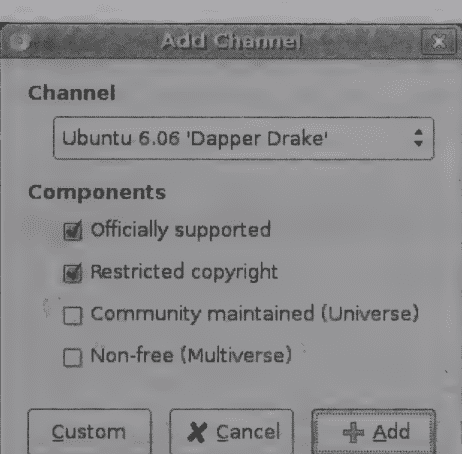 Add Channel
Channel
Ubuntu 6.06 'Dapper Drake'
Components
Officially supported
Restricted copyright
Community maintained (Universe)
Non-free (Multiverse)
Custom
Cancel
Add